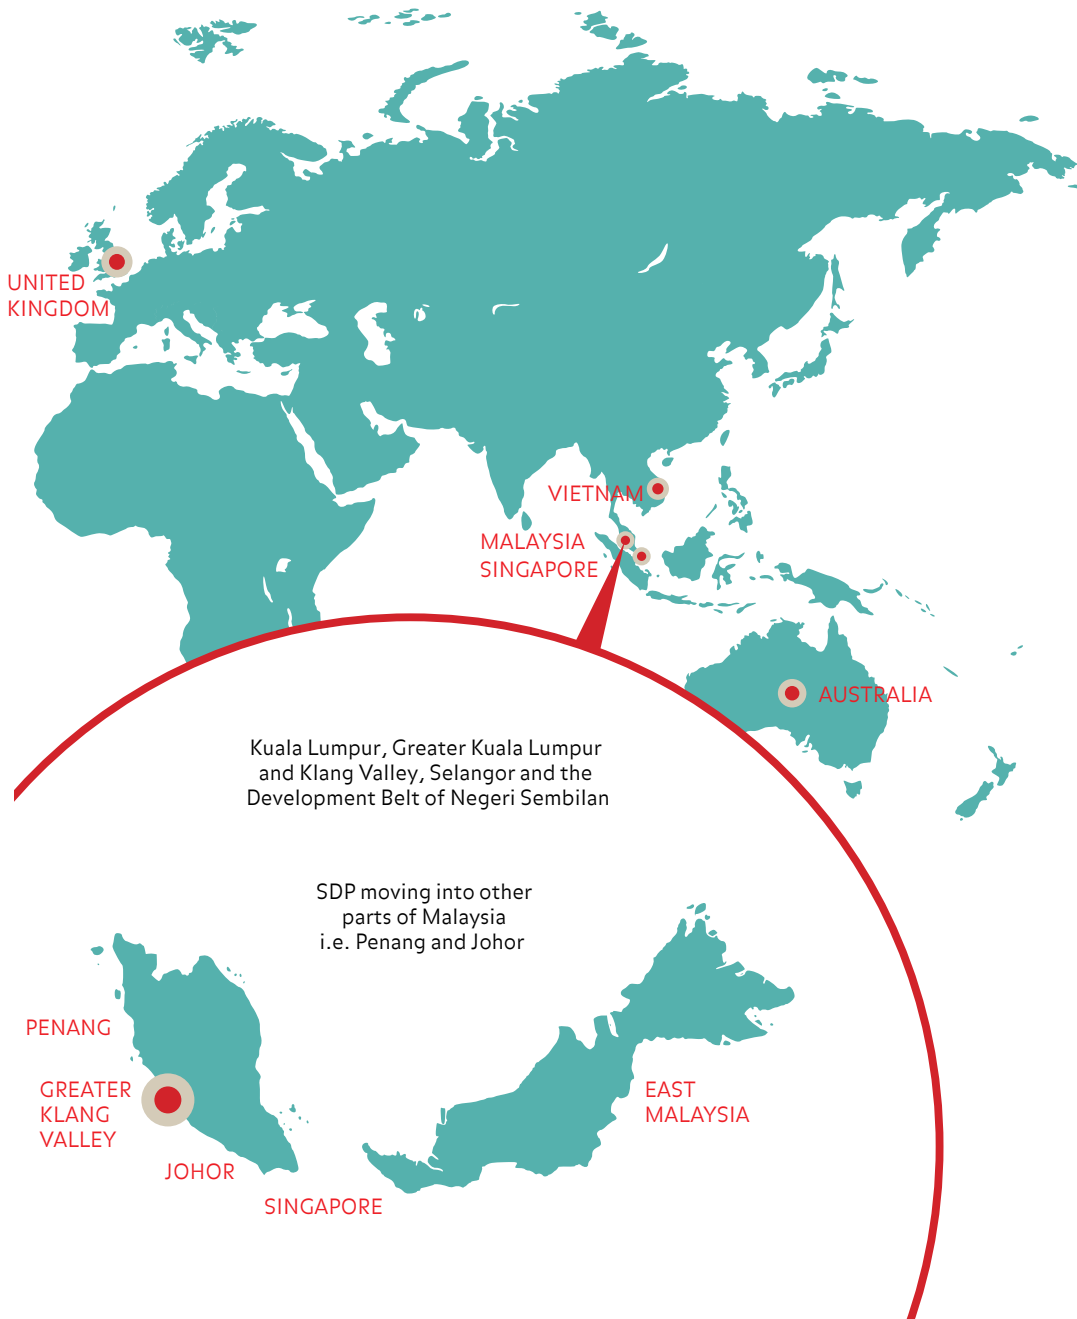 UNITED
KINGDOM
VIETNAM
MALAYSIA
SINGAPORE
AUSTRALIA
Kuala Lumpur, Greater Kuala Lumpur
and Klang Valley, Selangor and the
Development Belt of Negeri Sembilan
SDP moving into other
parts of Malaysia
i.e. Penang and Johor
PENANG
GREATER
KLANG
VALLEY
JOHOR
SINGAPORE
EAST
MALAYSIA